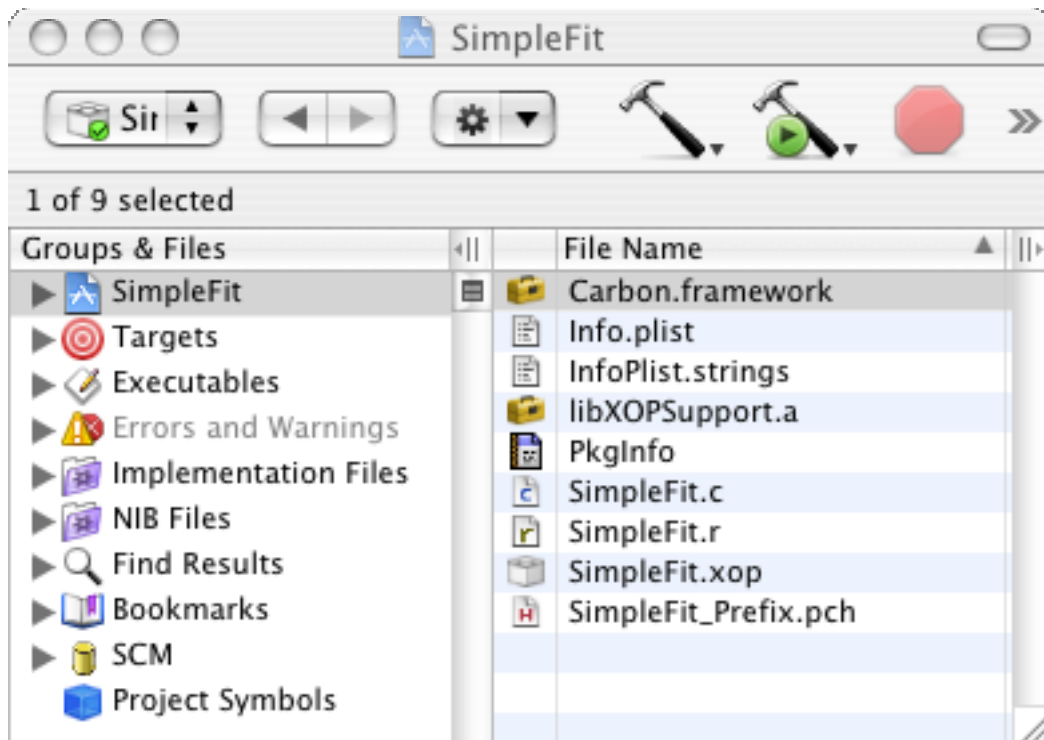 SimpleFit
Sir
1 of 9 selected
Groups & Files
File Name
SimpleFit
Targets
Executables
Errors and Warnings
Implementation Files
NIB Files
Find Results
Bookmarks
SCM
Project Symbols
Carbon.framework
Info.plist
InfoPlist.strings
libXOPSupport.a
PkgInfo
SimpleFit.c
SimpleFit.r
SimpleFit.xop
SimpleFit_Prefix.pch